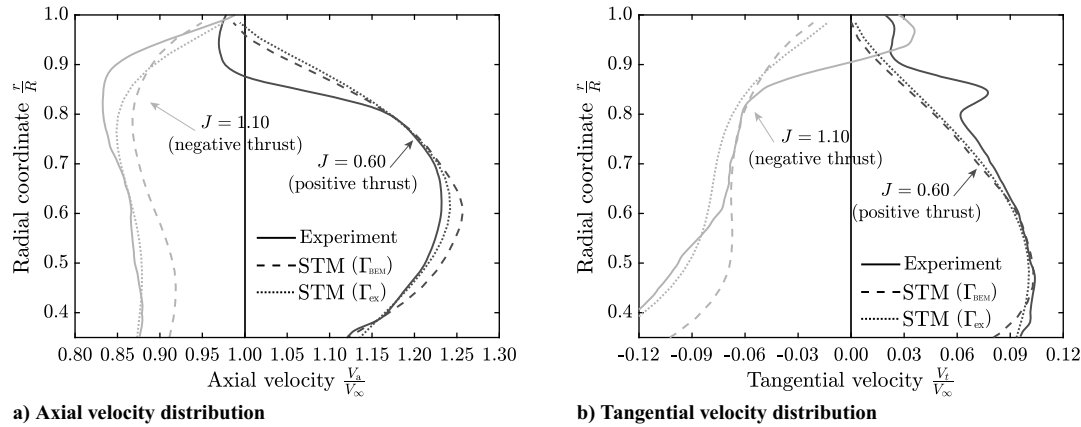 1.0
0.9
0.8
0.7
0.6
0.5
0.4
Radial coordinate r/R
J = 1.10
(negative thrust)
J = 0.60
(positive thrust)
Experiment
STM (Γ_BEM)
STM (Γ_ex)
0.80 0.85 0.90 0.95 1.00 1.05 1.10 1.15 1.20 1.25 1.30
Axial velocity V_a/V_∞
a) Axial velocity distribution
1.0
0.9
0.8
0.7
0.6
0.5
0.4
Radial coordinate r/R
J = 1.10
(negative thrust)
J = 0.60
(positive thrust)
Experiment
STM (Γ_BEM)
STM (Γ_ex)
-0.12 -0.09 -0.06 -0.03 0.00 0.03 0.06 0.09 0.12
Tangential velocity V_t/V_∞
b) Tangential velocity distribution